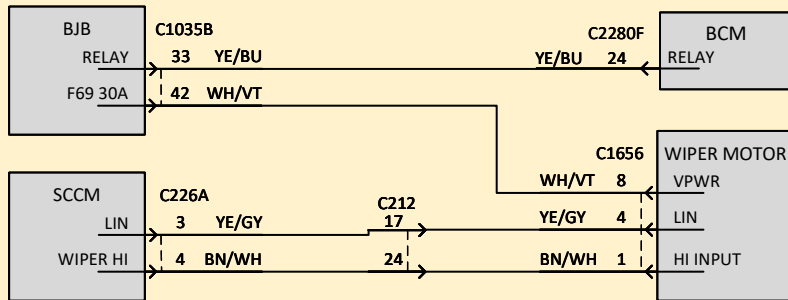 BJB C1035B C2280F BCM
RELAY 33 YE/BU YE/BU 24 RELAY
F69 30A 42 WH/VT
C1656 WIPER MOTOR
WH/VT 8 VPWR
SCCM C226A C212
LIN 3 YE/GY 17 YE/GY 4 LIN
WIPER HI 4 BN/WH 24 BN/WH 1 HI INPUT